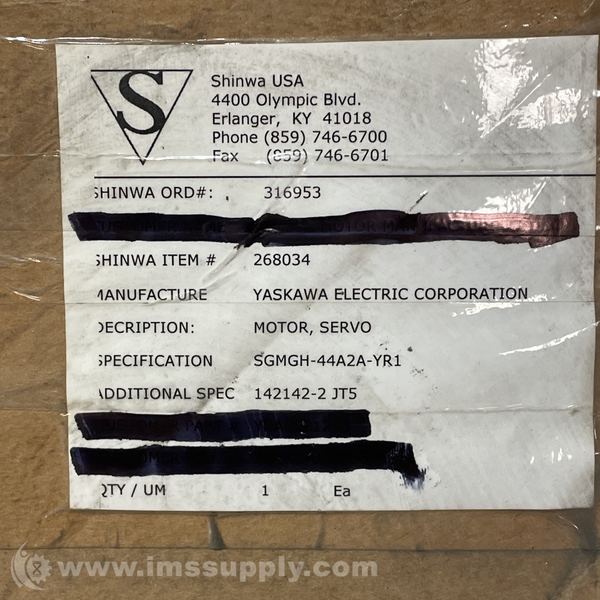 S
Shinwa USA
4400 Olympic Blvd.
Erlanger, KY 41018
Phone (859) 746-6700
Fax (859) 746-6701
SHINWA ORD#: 316953
SHINWA ITEM # 268034
MANUFACTURE YASKAWA ELECTRIC CORPORATION
DECRIPTION: MOTOR, SERVO
SPECIFICATION SGMGH-44A2A-YR1
ADDITIONAL SPEC 142142-2 JT5
QTY / UM 1 Ea
www.imssupply.com